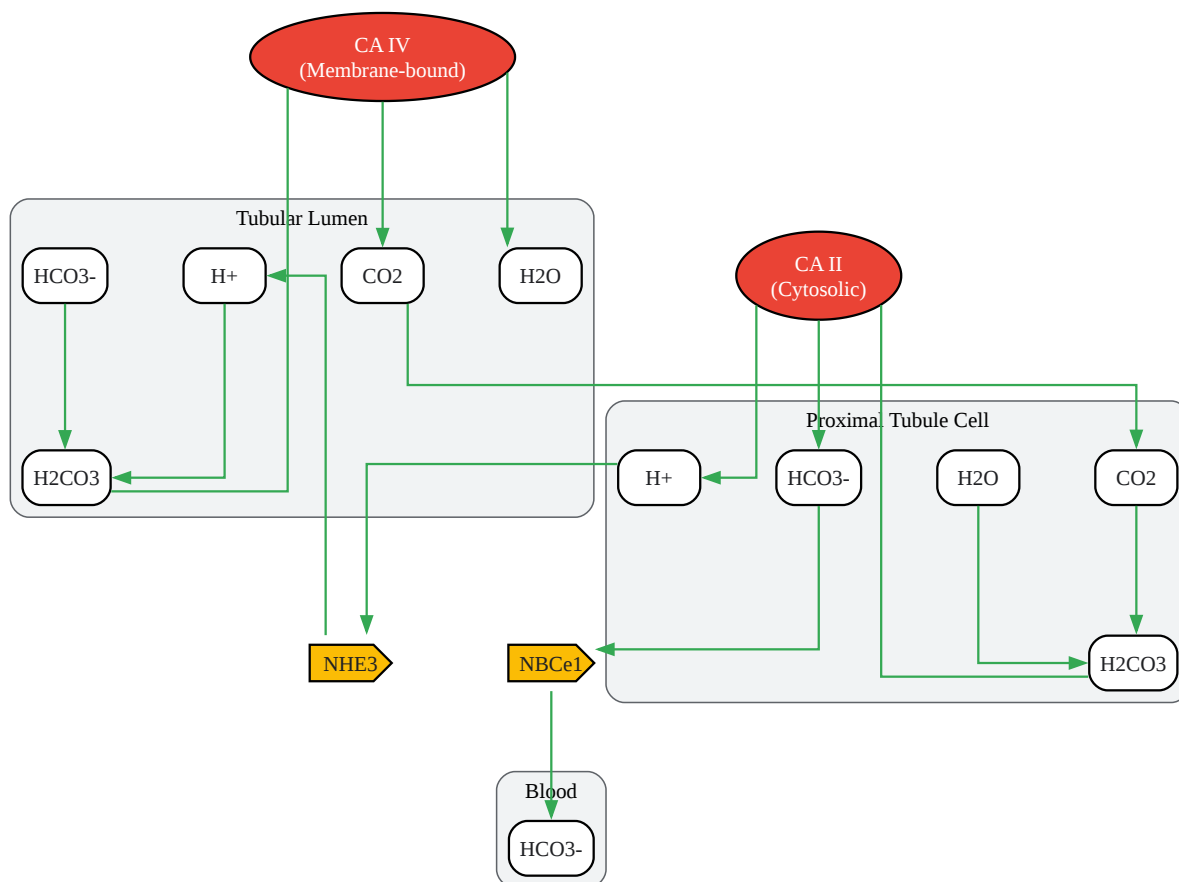 CA IV
(Membrane-bound)
Tubular Lumen
HCO3-
H+
CO2
H2O
CA II
(Cytosolic)
Proximal Tubule Cell
H2CO3
H+
HCO3-
H2O
CO2
NHE3
NBCe1
H2CO3
Blood
HCO3-